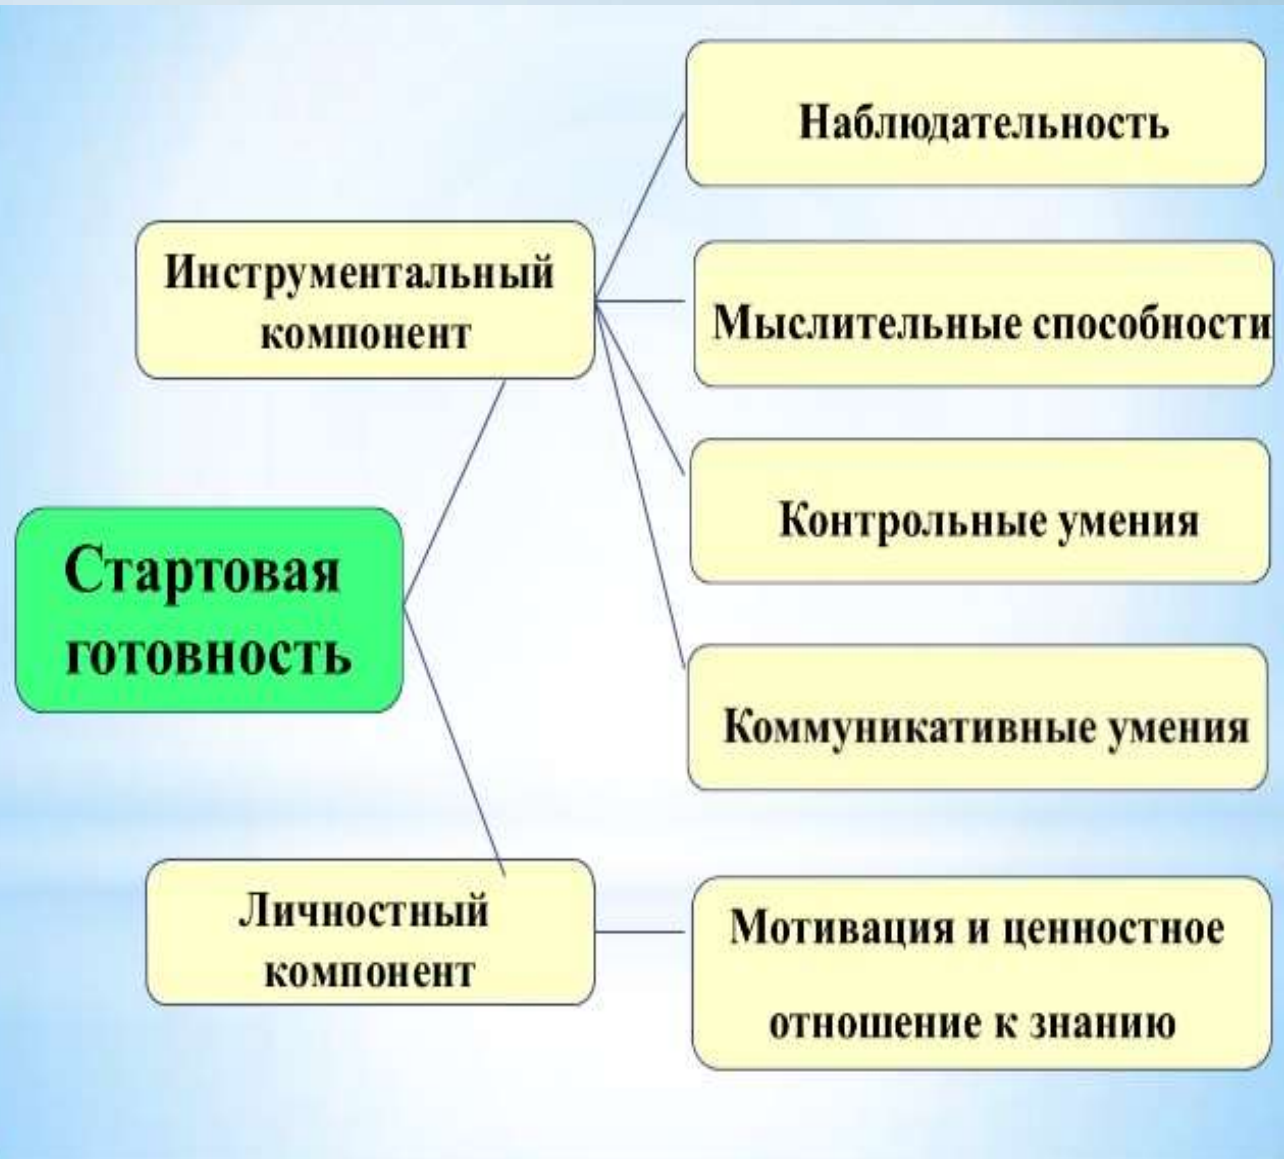 Наблюдательность
Инструментальный
компонент
Мыслительные способности
Контрольные умения
Стартовая
готовность
Коммуникативные умения
Личностный
компонент
Мотивация и ценностное
отношение к знанию